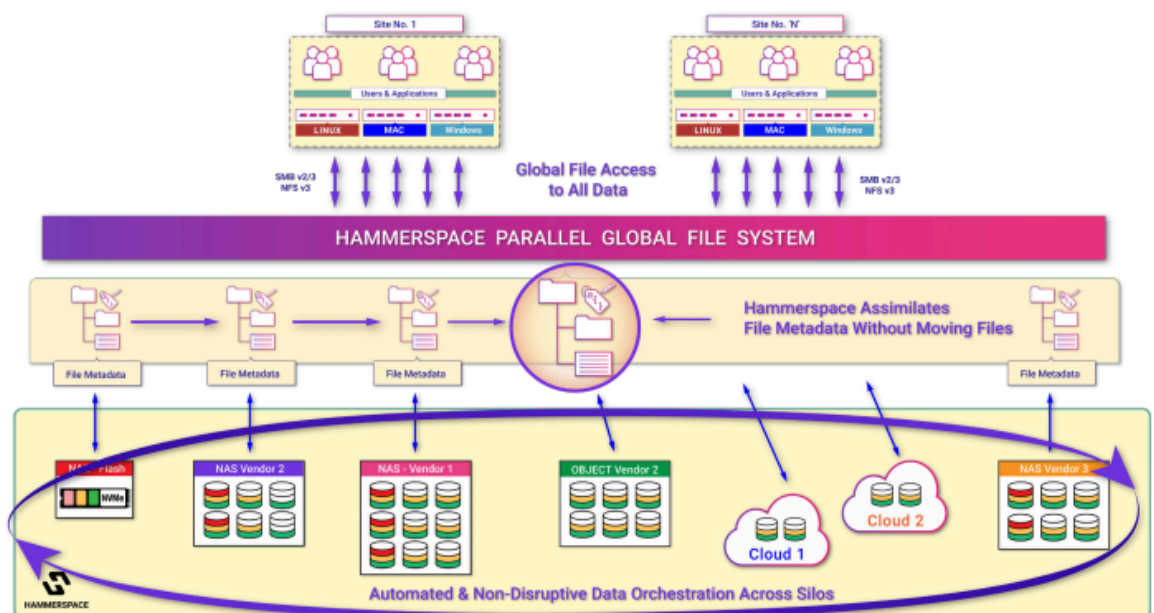 Site No. 1
Site No. 'N'
Users & Applications
Users & Applications
LINUX
MAC
Windows
LINUX
MAC
Windows
SMB v2/3
NFS v3
Global File Access
to All Data
SMB v2/3
NFS v3
HAMMERSPACE PARALLEL GLOBAL FILE SYSTEM
Hammerspace Assimilates
File Metadata Without Moving Files
File Metadata
File Metadata
File Metadata
File Metadata
Flash
NVMe
NAS Vendor 2
NAS - Vendor 1
OBJECT Vendor 2
Cloud 1
Cloud 2
NAS Vendor 3
Automated & Non-Disruptive Data Orchestration Across Silos
HAMMERSPACE